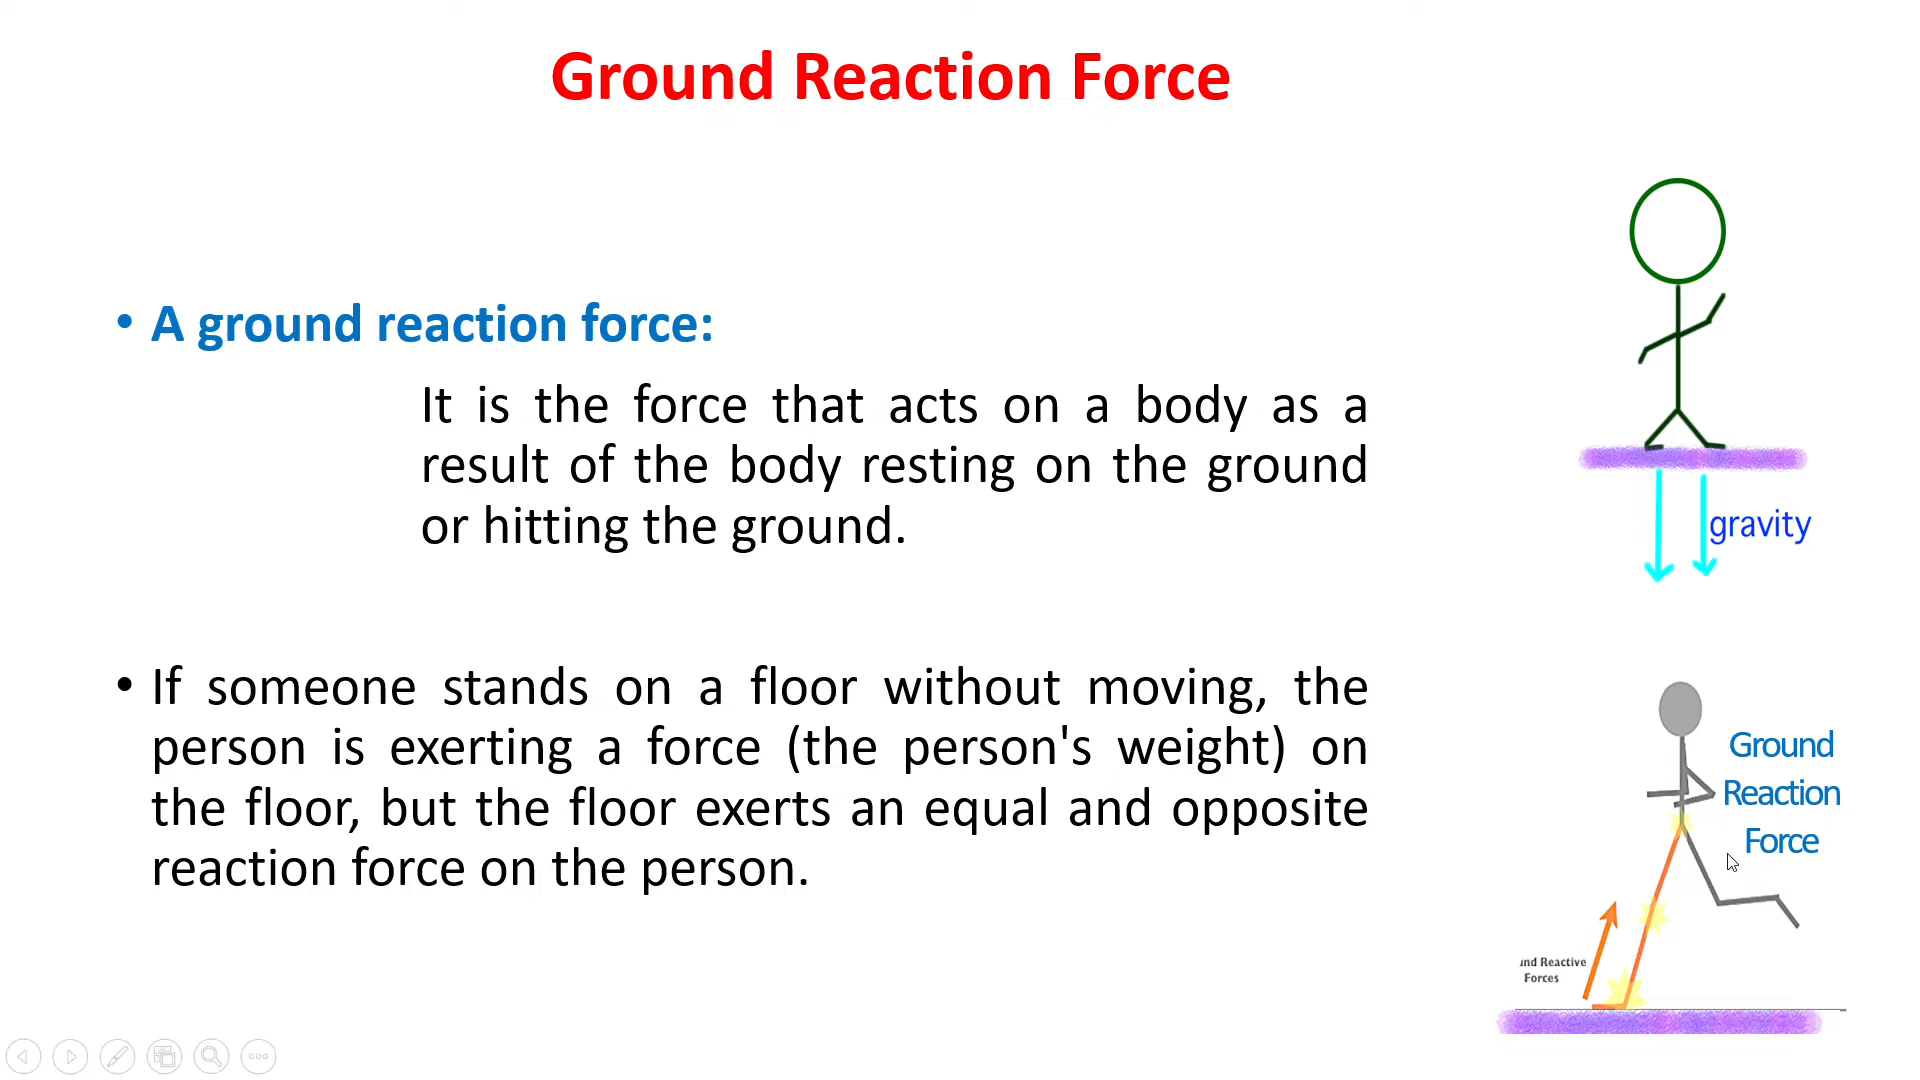 Ground Reaction Force
• A ground reaction force:
It is the force that acts on a body as a
result of the body resting on the ground
or hitting the ground.
• If someone stands on a floor without moving, the
person is exerting a force (the person's weight) on
the floor, but the floor exerts an equal and opposite
reaction force on the person.
gravity
Ground
Reaction
Force
und Reactive
Forces